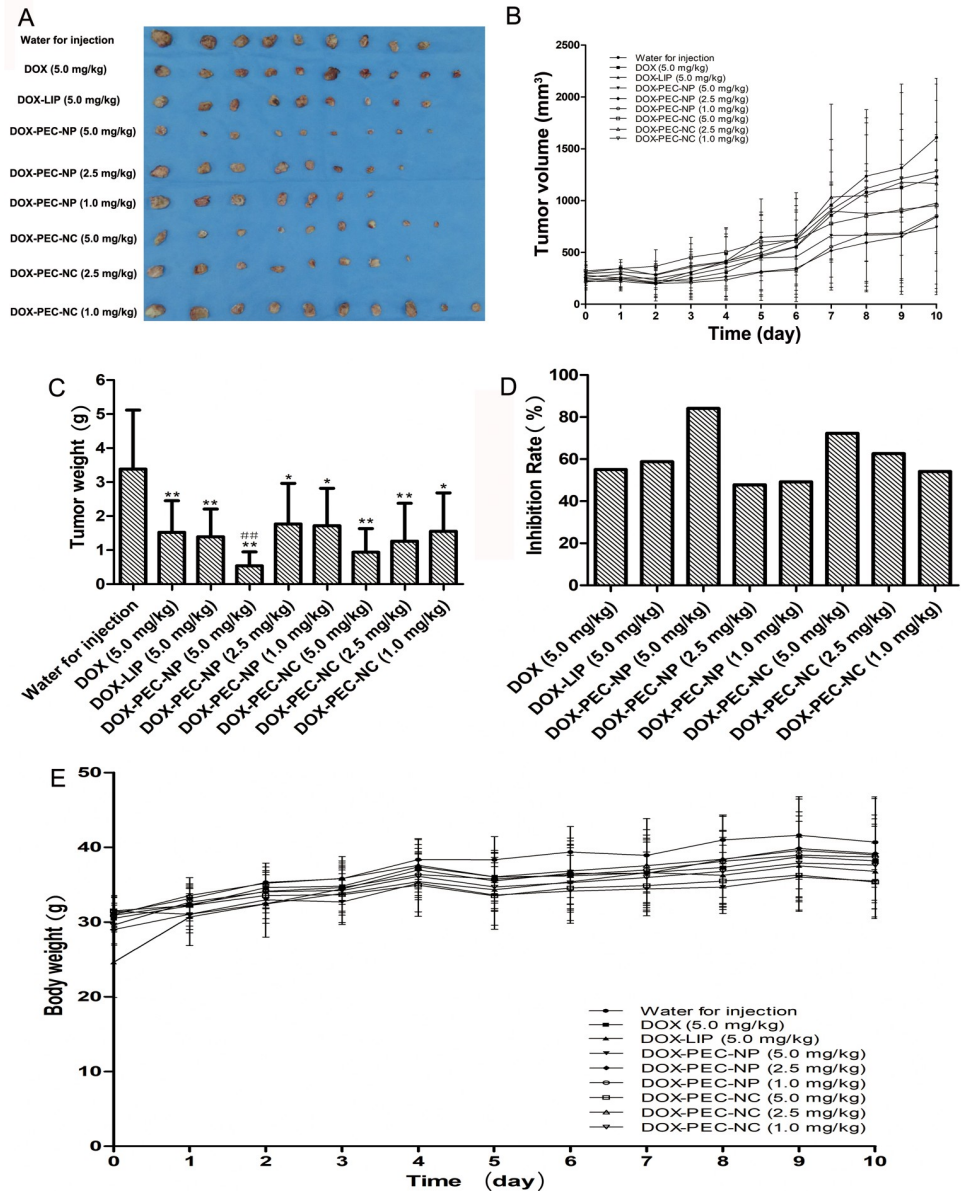 A
Water for injection
DOX (5.0 mg/kg)
DOX-LIP (5.0 mg/kg)
DOX-PEC-NP (5.0 mg/kg)
DOX-PEC-NP (2.5 mg/kg)
DOX-PEC-NP (1.0 mg/kg)
DOX-PEC-NC (5.0 mg/kg)
DOX-PEC-NC (2.5 mg/kg)
DOX-PEC-NC (1.0 mg/kg)
B
Tumor volume (mm³)
2500
2000
1500
1000
500
0
Water for injection
DOX (5.0 mg/kg)
DOX-LIP (5.0 mg/kg)
DOX-PEC-NP (5.0 mg/kg)
DOX-PEC-NP (2.5 mg/kg)
DOX-PEC-NP (1.0 mg/kg)
DOX-PEC-NC (5.0 mg/kg)
DOX-PEC-NC (2.5 mg/kg)
DOX-PEC-NC (1.0 mg/kg)
0 1 2 3 4 5 6 7 8 9 10
Time (day)
C
Tumor weight (g)
6
5
4
3
2
1
0
** ** ## ** * * ** ** *
Water for injection
DOX (5.0 mg/kg)
DOX-LIP (5.0 mg/kg)
DOX-PEC-NP (5.0 mg/kg)
DOX-PEC-NP (2.5 mg/kg)
DOX-PEC-NP (1.0 mg/kg)
DOX-PEC-NC (5.0 mg/kg)
DOX-PEC-NC (2.5 mg/kg)
DOX-PEC-NC (1.0 mg/kg)
D
Inhibition Rate (%)
100
80
60
40
20
0
DOX (5.0 mg/kg)
DOX-LIP (5.0 mg/kg)
DOX-PEC-NP (5.0 mg/kg)
DOX-PEC-NP (2.5 mg/kg)
DOX-PEC-NP (1.0 mg/kg)
DOX-PEC-NC (5.0 mg/kg)
DOX-PEC-NC (2.5 mg/kg)
DOX-PEC-NC (1.0 mg/kg)
E
Body weight (g)
50
40
30
20
10
0
Water for injection
DOX (5.0 mg/kg)
DOX-LIP (5.0 mg/kg)
DOX-PEC-NP (5.0 mg/kg)
DOX-PEC-NP (2.5 mg/kg)
DOX-PEC-NP (1.0 mg/kg)
DOX-PEC-NC (5.0 mg/kg)
DOX-PEC-NC (2.5 mg/kg)
DOX-PEC-NC (1.0 mg/kg)
0 1 2 3 4 5 6 7 8 9 10
Time (day)